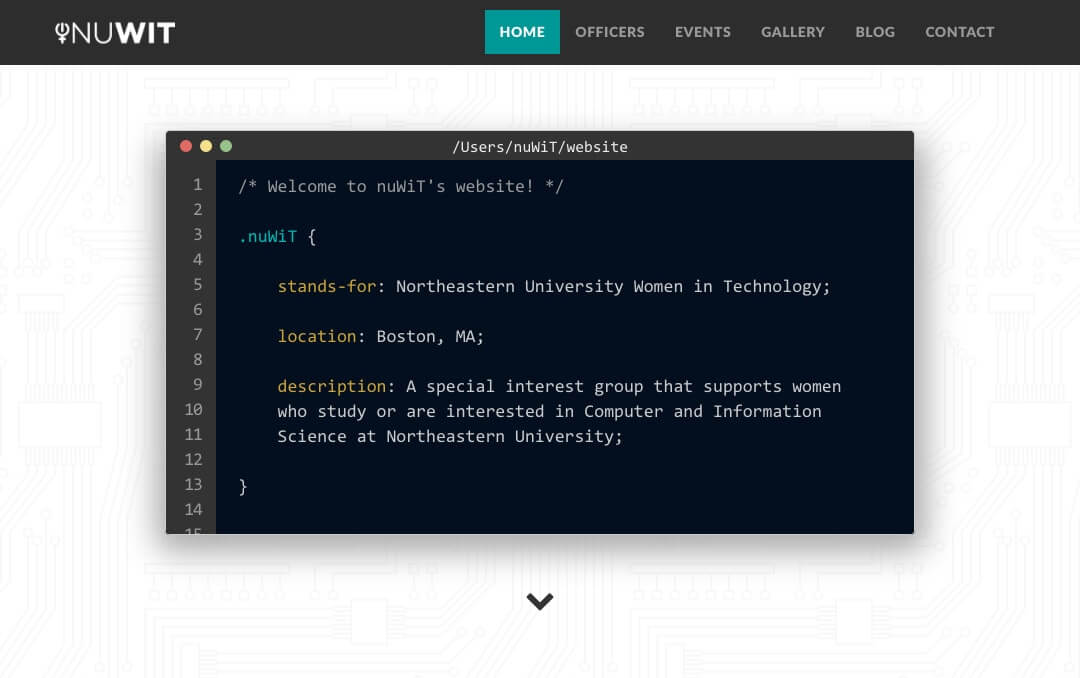 NUWIT
HOME OFFICERS EVENTS GALLERY BLOG CONTACT
/Users/nuWiT/website
1 /* Welcome to nuWiT's website! */
2
3 .nuWiT {
4
5 stands-for: Northeastern University Women in Technology;
6
7 location: Boston, MA;
8
9 description: A special interest group that supports women
10 who study or are interested in Computer and Information
11 Science at Northeastern University;
12
13 }
14
15